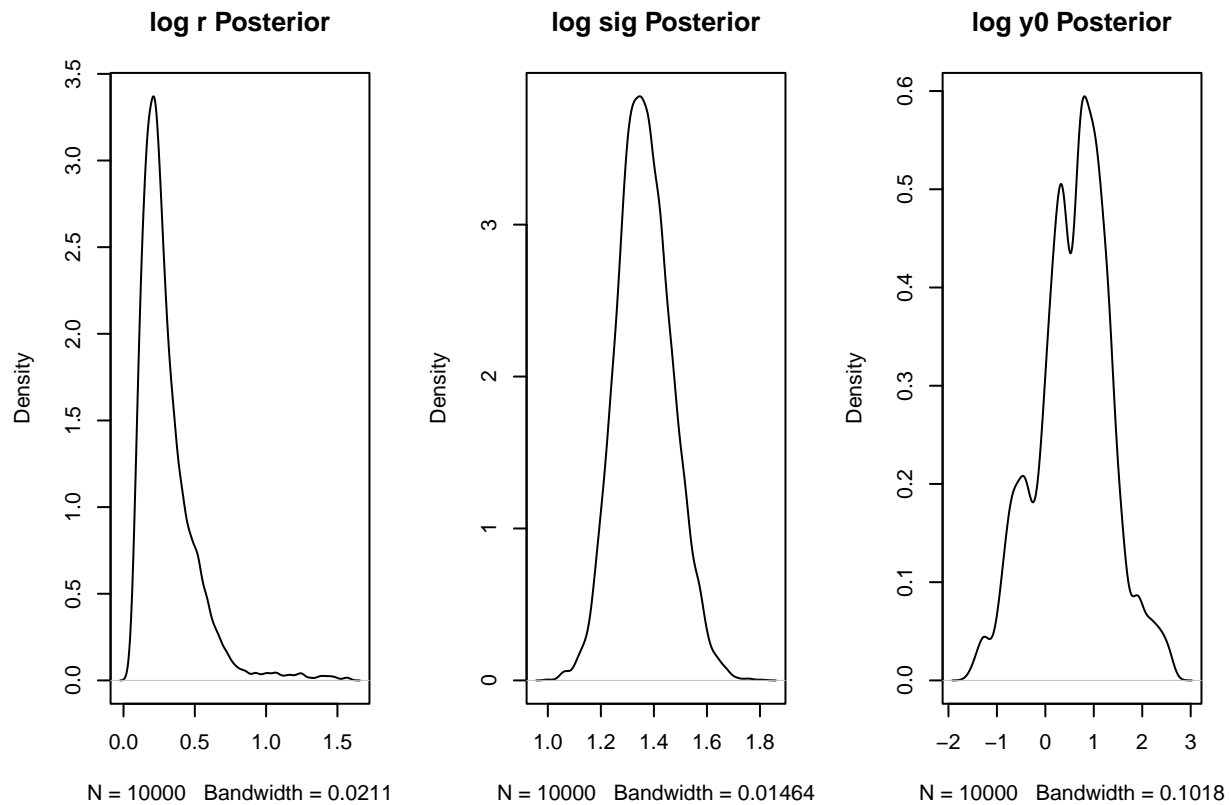 log r Posterior
Density
0.0 0.5 1.0 1.5 2.0 2.5 3.0 3.5
0.0 0.5 1.0 1.5
N = 10000 Bandwidth = 0.0211
log sig Posterior
Density
0 1 2 3
1.0 1.2 1.4 1.6 1.8
N = 10000 Bandwidth = 0.01464
log y0 Posterior
Density
0.0 0.1 0.2 0.3 0.4 0.5 0.6
−2 −1 0 1 2 3
N = 10000 Bandwidth = 0.1018